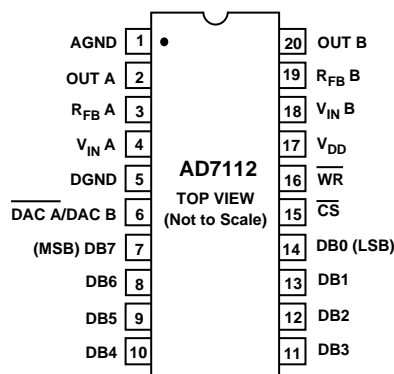 AGND 1 20 OUT B
OUT A 2 19 RFB B
RFB A 3 18 VIN B
VIN A 4 17 VDD
AD7112
DGND 5 16 WR
TOP VIEW
DAC A/DAC B 6 15 CS
(Not to Scale)
(MSB) DB7 7 14 DB0 (LSB)
DB6 8 13 DB1
DB5 9 12 DB2
DB4 10 11 DB3